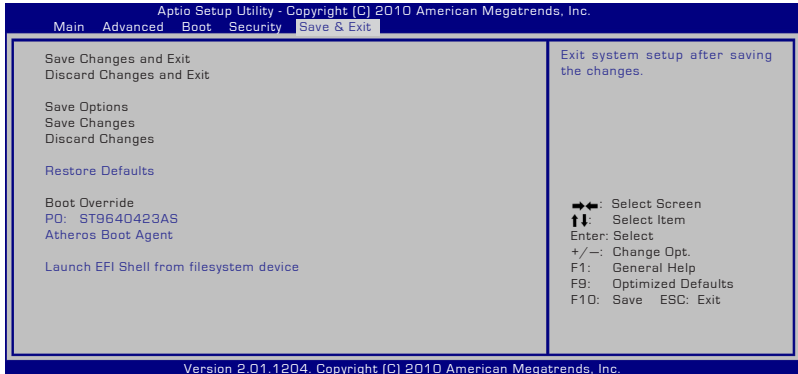 Aptio Setup Utility - Copyright (C) 2010 American Megatrends, Inc.
Main Advanced Boot Security Save & Exit
Save Changes and Exit
Discard Changes and Exit
Save Options
Save Changes
Discard Changes
Restore Defaults
Boot Override
P0: ST9640423AS
Atheros Boot Agent
Launch EFI Shell from filesystem device
Exit system setup after saving
the changes.
→←: Select Screen
↑↓: Select Item
Enter: Select
+/—: Change Opt.
F1: General Help
F9: Optimized Defaults
F10: Save ESC: Exit
Version 2.01.1204. Copyright (C) 2010 American Megatrends, Inc.